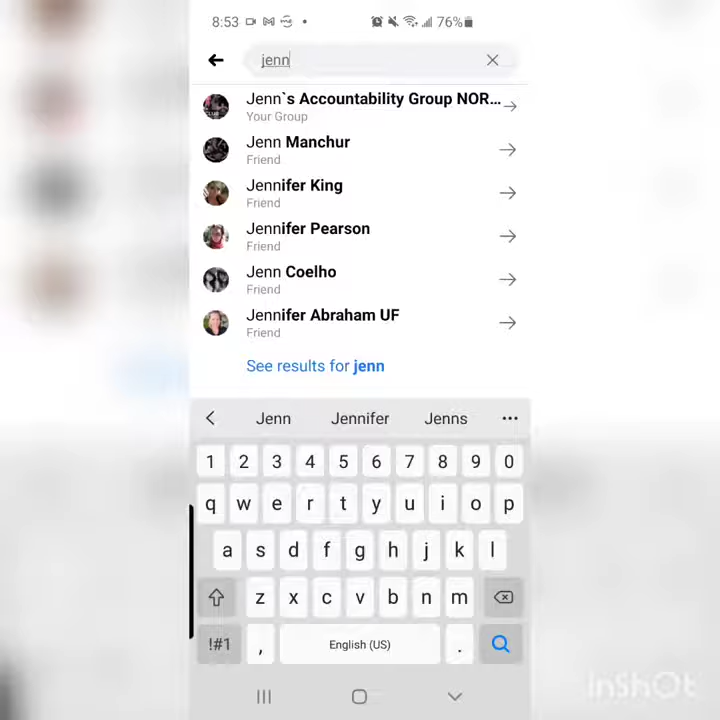 8:53 76%
jenn
Jenn`s Accountability Group NOR...
Your Group
Jenn Manchur
Friend
Jennifer King
Friend
Jennifer Pearson
Friend
Jenn Coelho
Friend
Jennifer Abraham UF
Friend
See results for jenn
Jenn Jennifer Jenns
1 2 3 4 5 6 7 8 9 0
q w e r t y u i o p
a s d f g h j k l
z x c v b n m
!#1 , English (US) .
InShOt